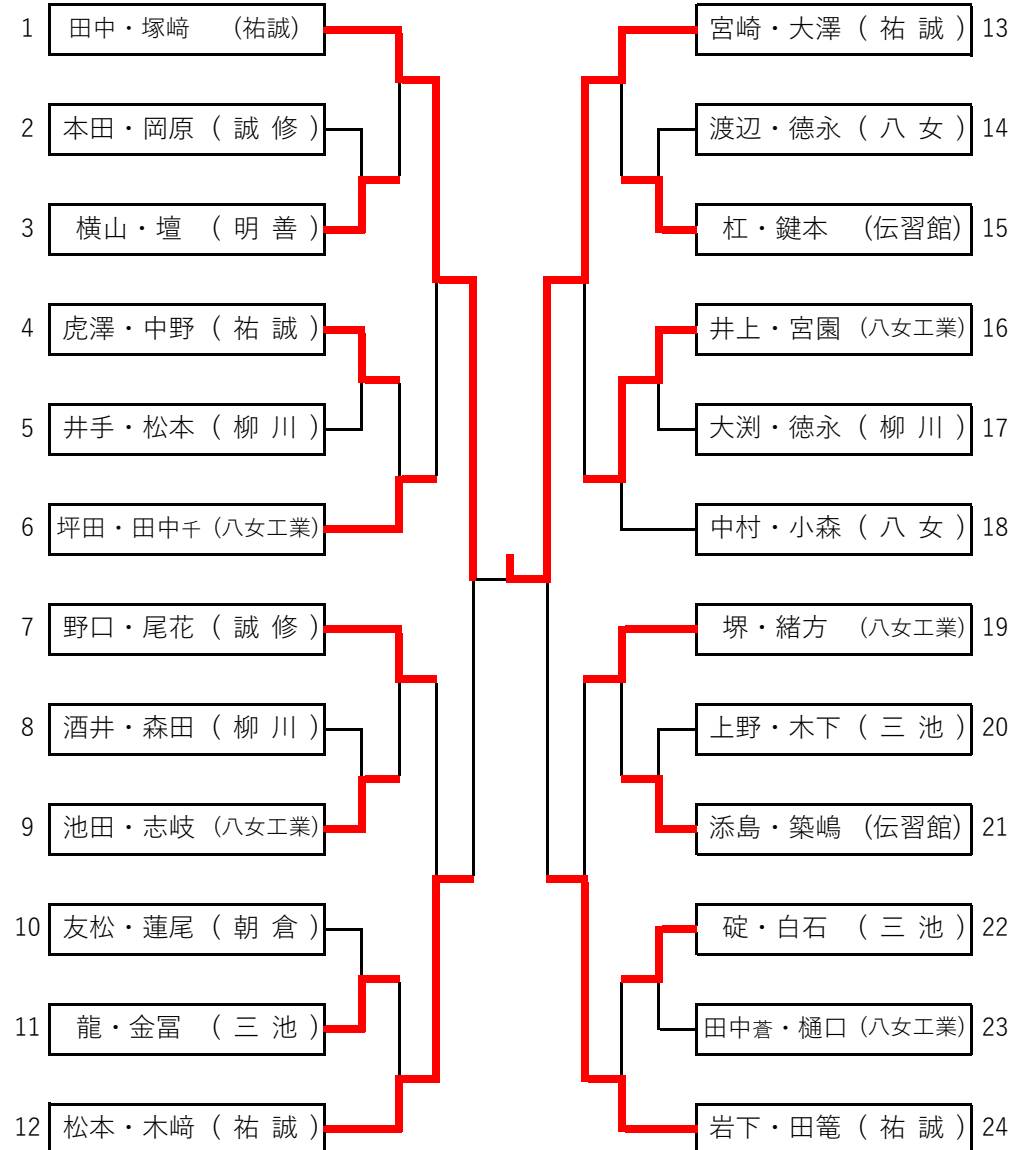 1 田中・塚﨑 (祐誠)
2 本田・岡原 ( 誠 修 )
3 横山・壇 ( 明 善 )
4 虎澤・中野 ( 祐 誠 )
5 井手・松本 ( 柳 川 )
6 坪田・田中千 (八女工業)
7 野口・尾花 ( 誠 修 )
8 酒井・森田 ( 柳 川 )
9 池田・志岐 (八女工業)
10 友松・蓮尾 ( 朝 倉 )
11 龍・金冨 ( 三 池 )
12 松本・木﨑 ( 祐 誠 )
宮崎・大澤 ( 祐 誠 ) 13
渡辺・德永 ( 八 女 ) 14
杠・鍵本 (伝習館) 15
井上・宮園 (八女工業) 16
大渕・徳永 ( 柳 川 ) 17
中村・小森 ( 八 女 ) 18
堺・緒方 (八女工業) 19
上野・木下 ( 三 池 ) 20
添島・築嶋 (伝習館) 21
碇・白石 ( 三 池 ) 22
田中蒼・樋口 (八女工業) 23
岩下・田篭 ( 祐 誠 ) 24